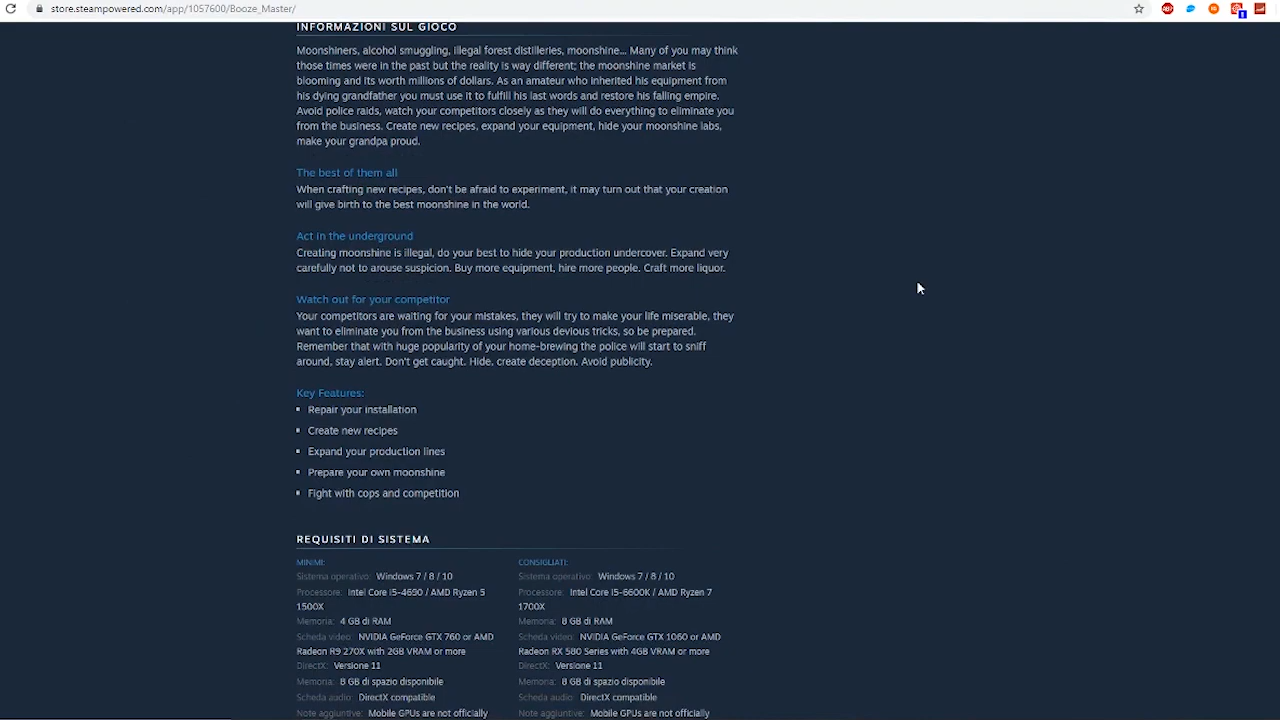 store.steampowered.com/app/1057600/Booze_Master/
INFORMAZIONI SUL GIOCO
Moonshiners, alcohol smuggling, illegal forest distilleries, moonshine... Many of you may think
those times were in the past but the reality is way different; the moonshine market is
blooming and its worth millions of dollars. As an amateur who inherited his equipment from
his dying grandfather you must use it to fulfill his last words and restore his falling empire.
Avoid police raids, watch your competitors closely as they will do everything to eliminate you
from the business. Create new recipes, expand your equipment, hide your moonshine labs,
make your grandpa proud.
The best of them all
When crafting new recipes, don't be afraid to experiment, it may turn out that your creation
will give birth to the best moonshine in the world.
Act in the underground
Creating moonshine is illegal, do your best to hide your production undercover. Expand very
carefully not to arouse suspicion. Buy more equipment, hire more people. Craft more liquor.
Watch out for your competitor
Your competitors are waiting for your mistakes, they will try to make your life miserable, they
want to eliminate you from the business using various devious tricks, so be prepared.
Remember that with huge popularity of your home-brewing the police will start to sniff
around, stay alert. Don't get caught. Hide, create deception. Avoid publicity.
Key Features:
Repair your installation
Create new recipes
Expand your production lines
Prepare your own moonshine
Fight with cops and competition
REQUISITI DI SISTEMA
MINIMI:
Sistema operativo: Windows 7 / 8 / 10
Processore: Intel Core i5-4690 / AMD Ryzen 5
1500X
Memoria: 4 GB di RAM
Scheda video: NVIDIA GeForce GTX 760 or AMD
Radeon R9 270X with 2GB VRAM or more
DirectX: Versione 11
Memoria: 8 GB di spazio disponibile
Scheda audio: DirectX compatible
Note aggiuntive: Mobile GPUs are not officially
CONSIGLIATI:
Sistema operativo: Windows 7 / 8 / 10
Processore: Intel Core i5-6600K / AMD Ryzen 7
1700X
Memoria: 8 GB di RAM
Scheda video: NVIDIA GeForce GTX 1060 or AMD
Radeon RX 580 Series with 4GB VRAM or more
DirectX: Versione 11
Memoria: 8 GB di spazio disponibile
Scheda audio: DirectX compatible
Note aggiuntive: Mobile GPUs are not officially